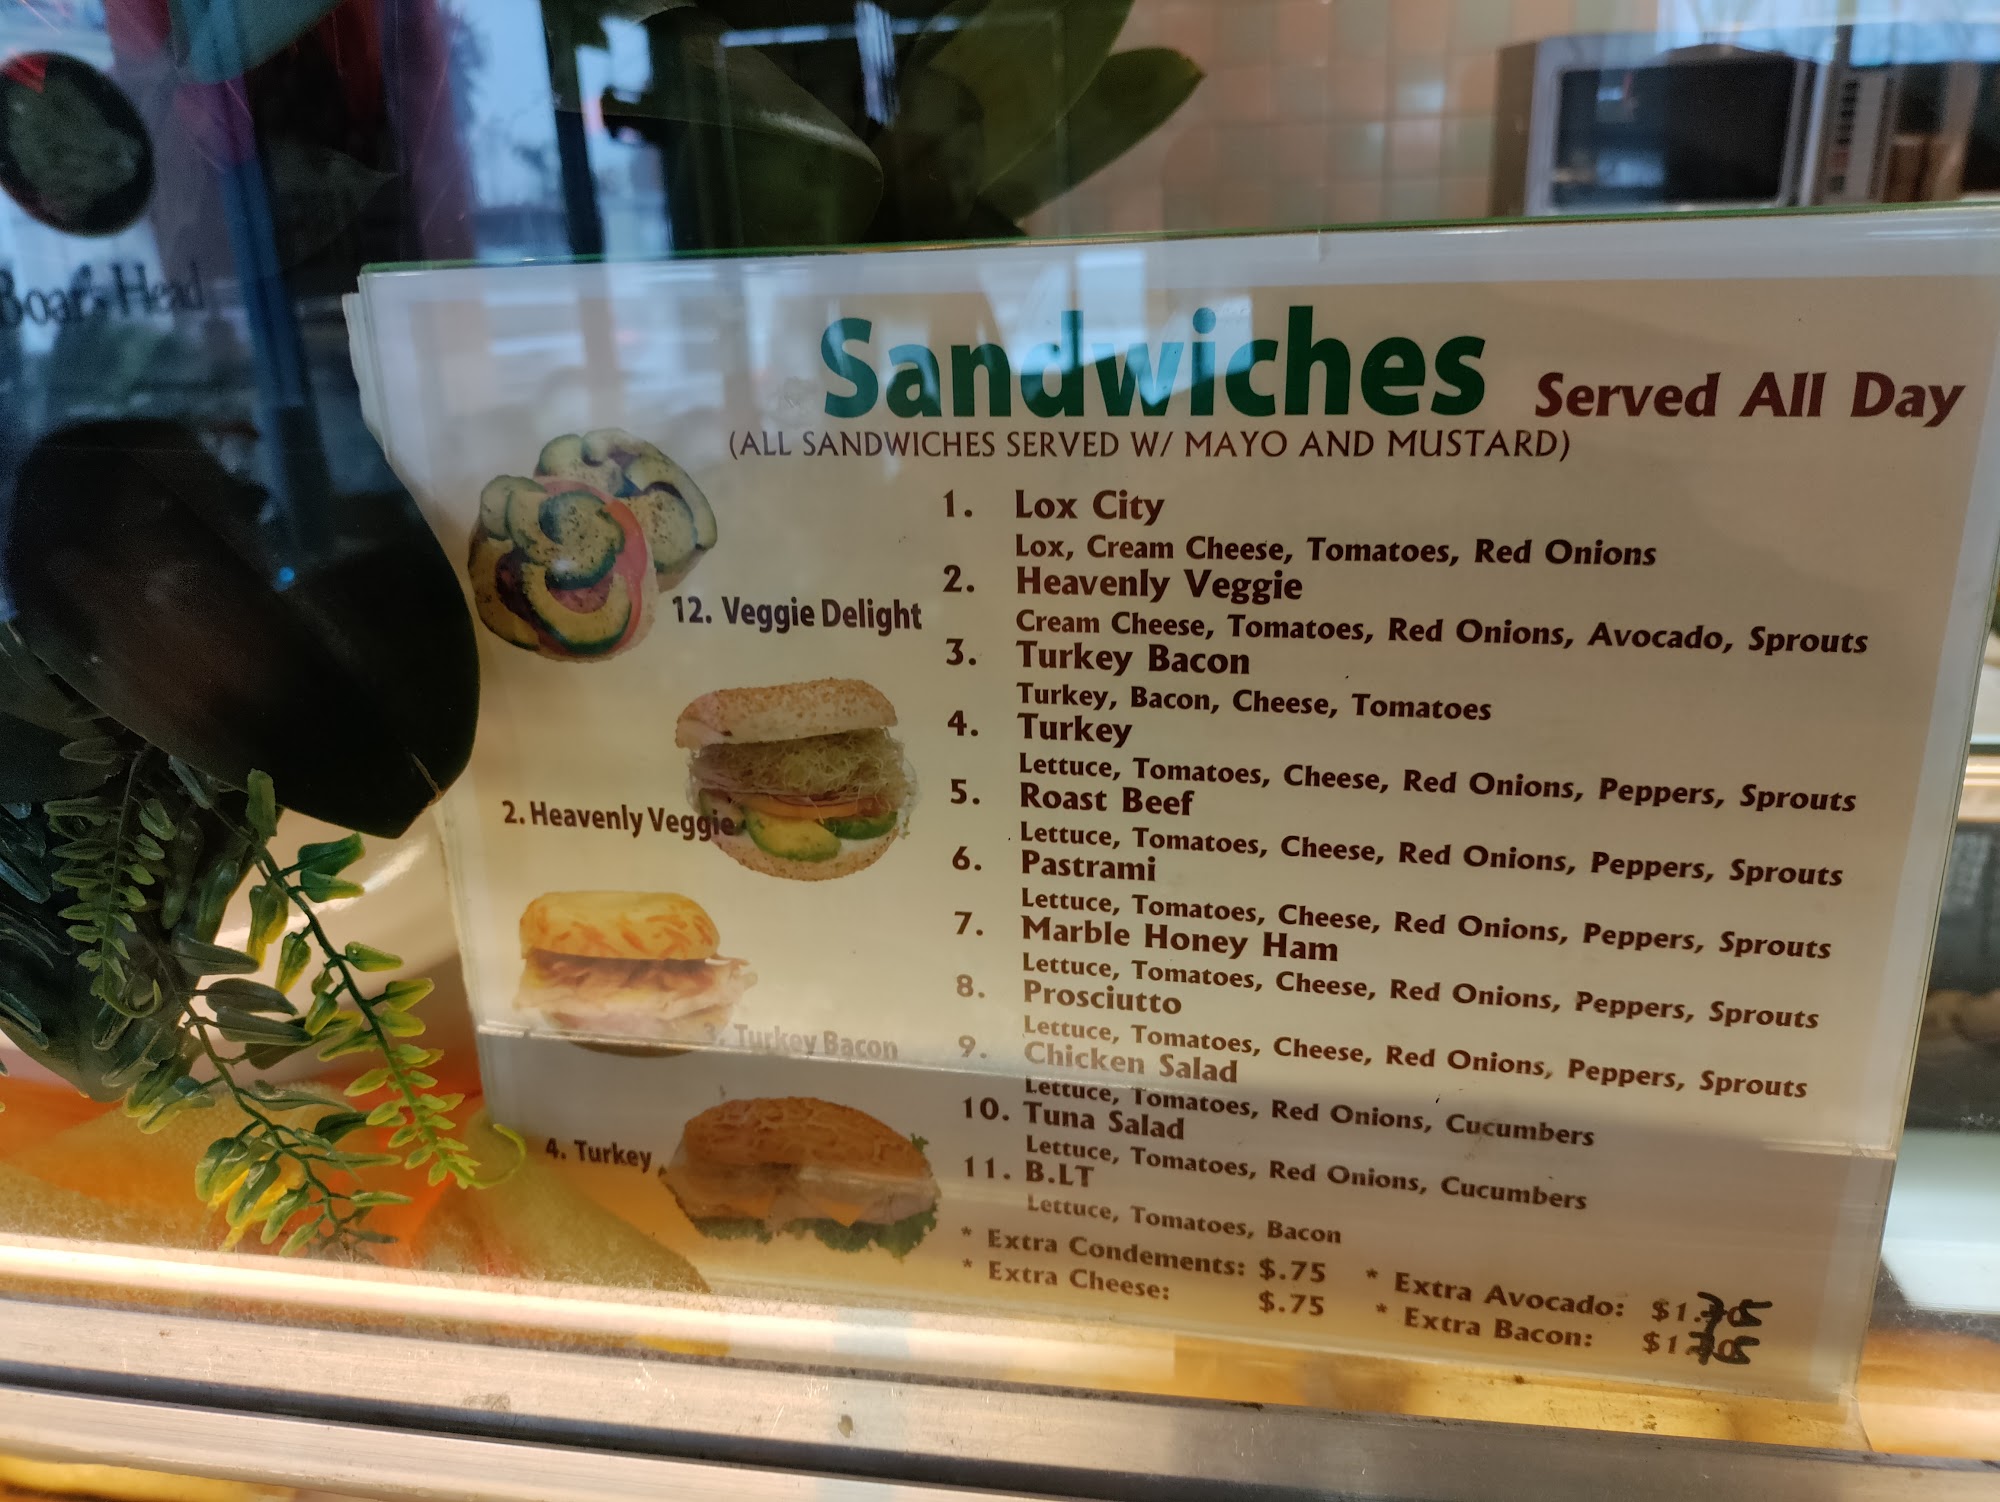 Boar's Head
Sandwiches Served All Day
(ALL SANDWICHES SERVED W/ MAYO AND MUSTARD)
1. Lox City
Lox, Cream Cheese, Tomatoes, Red Onions
2. Heavenly Veggie
Cream Cheese, Tomatoes, Red Onions, Avocado, Sprouts
3. Turkey Bacon
Turkey, Bacon, Cheese, Tomatoes
4. Turkey
Lettuce, Tomatoes, Cheese, Red Onions, Peppers, Sprouts
5. Roast Beef
Lettuce, Tomatoes, Cheese, Red Onions, Peppers, Sprouts
6. Pastrami
Lettuce, Tomatoes, Cheese, Red Onions, Peppers, Sprouts
7. Marble Honey Ham
Lettuce, Tomatoes, Cheese, Red Onions, Peppers, Sprouts
8. Prosciutto
Lettuce, Tomatoes, Cheese, Red Onions, Peppers, Sprouts
9. Chicken Salad
Lettuce, Tomatoes, Red Onions, Cucumbers
10. Tuna Salad
Lettuce, Tomatoes, Red Onions, Cucumbers
11. B.LT
Lettuce, Tomatoes, Bacon
* Extra Condements: $.75 * Extra Avocado: $1.75
* Extra Cheese: $.75 * Extra Bacon: $1.75
12. Veggie Delight
2. Heavenly Veggie
3. Turkey Bacon
4. Turkey